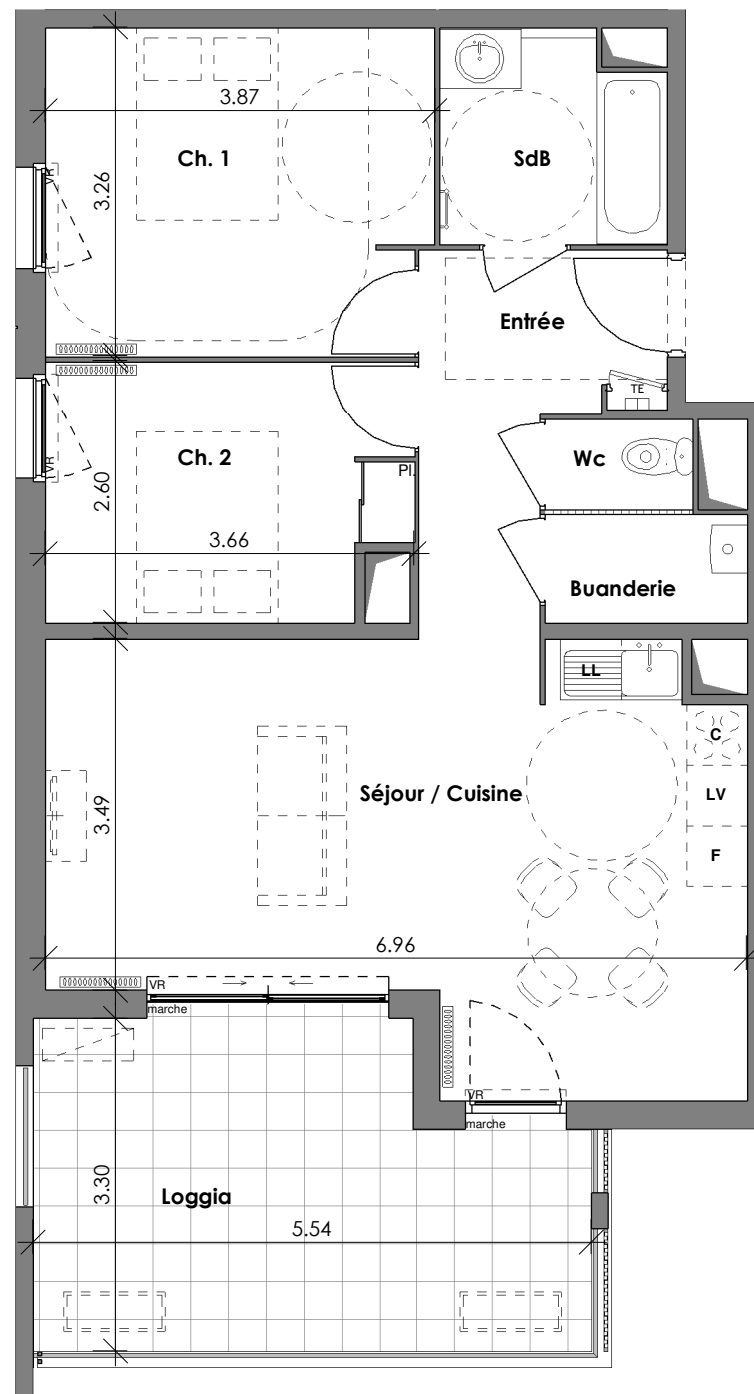 3.87
VR
Ch. 1
SdB
3.26
Entrée
TE
VR
Ch. 2
Pl.
Wc
2.60
3.66
Buanderie
LL
C
Séjour / Cuisine
LV
3.49
F
6.96
VR
marche
VR
marche
3.30
Loggia
5.54